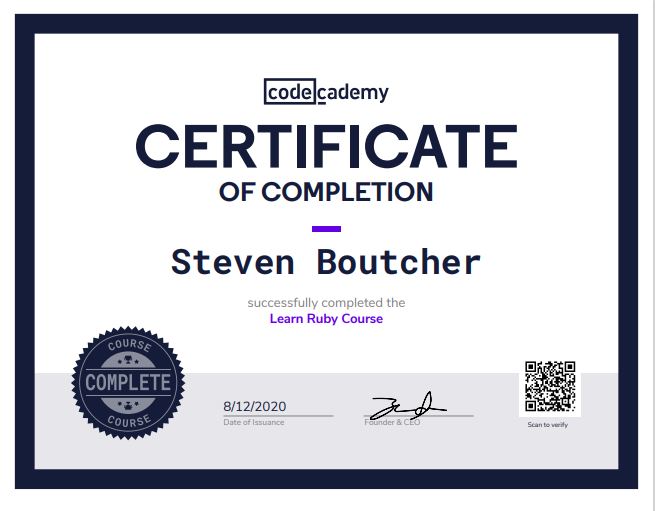 codecademy
CERTIFICATE
OF COMPLETION
Steven Boutcher
successfully completed the
Learn Ruby Course
COURSE
COMPLETE
COURSE
8/12/2020
Date of Issuance
Founder & CEO
Scan to verify